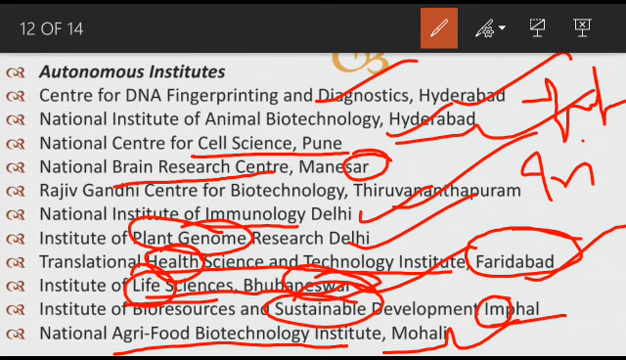 12 OF 14
Autonomous Institutes
Centre for DNA Fingerprinting and Diagnostics, Hyderabad
National Institute of Animal Biotechnology, Hyderabad
National Centre for Cell Science, Pune
National Brain Research Centre, Manesar
Rajiv Gandhi Centre for Biotechnology, Thiruvananthapuram
National Institute of Immunology Delhi
Institute of Plant Genome Research Delhi
Translational Health Science and Technology Institute, Faridabad
Institute of Life Sciences, Bhubaneswar
Institute of Bioresources and Sustainable Development Imphal
National Agri-Food Biotechnology Institute, Mohali